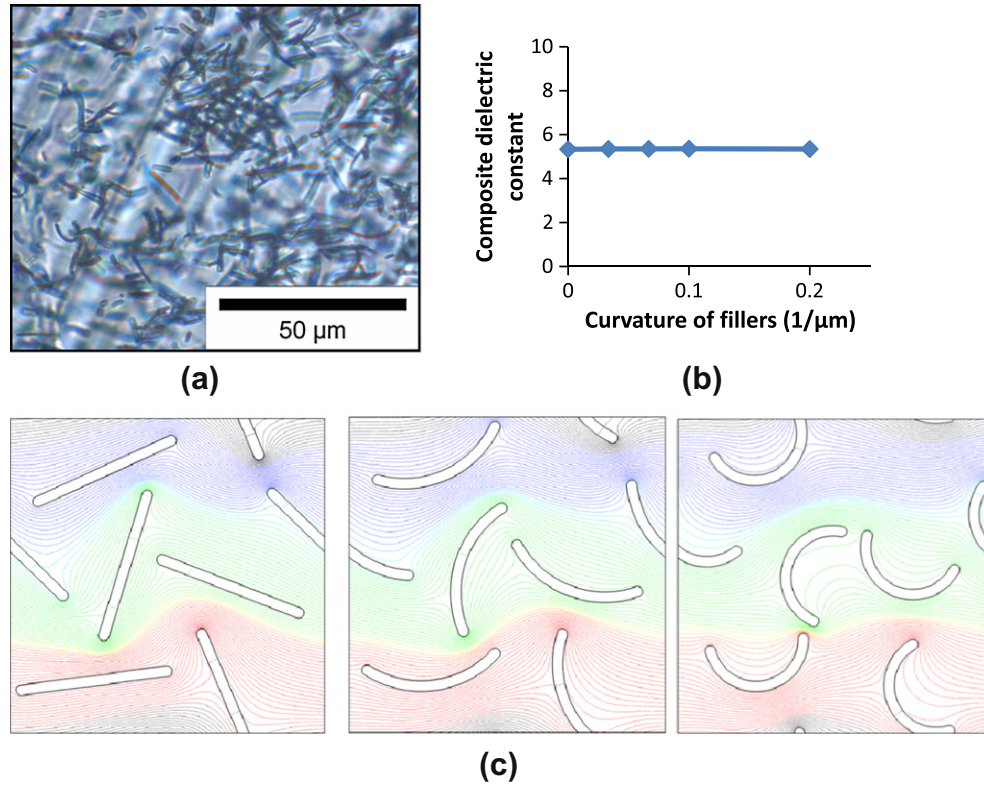 50 µm
(a)
Composite dielectric
constant
10
8
6
4
2
0
0
0.1
0.2
Curvature of fillers (1/µm)
(b)
(c)